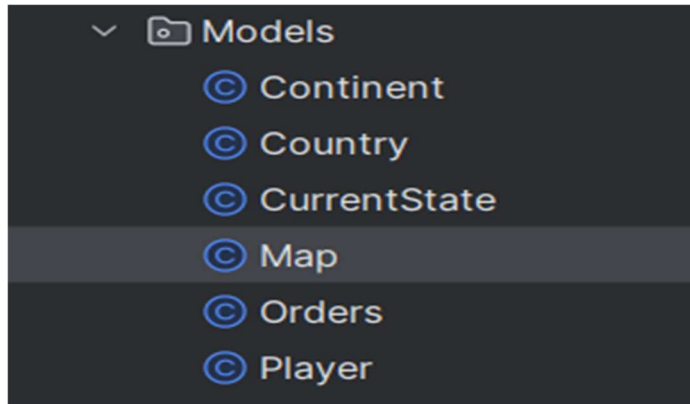 Models
Continent
Country
CurrentState
Map
Orders
Player